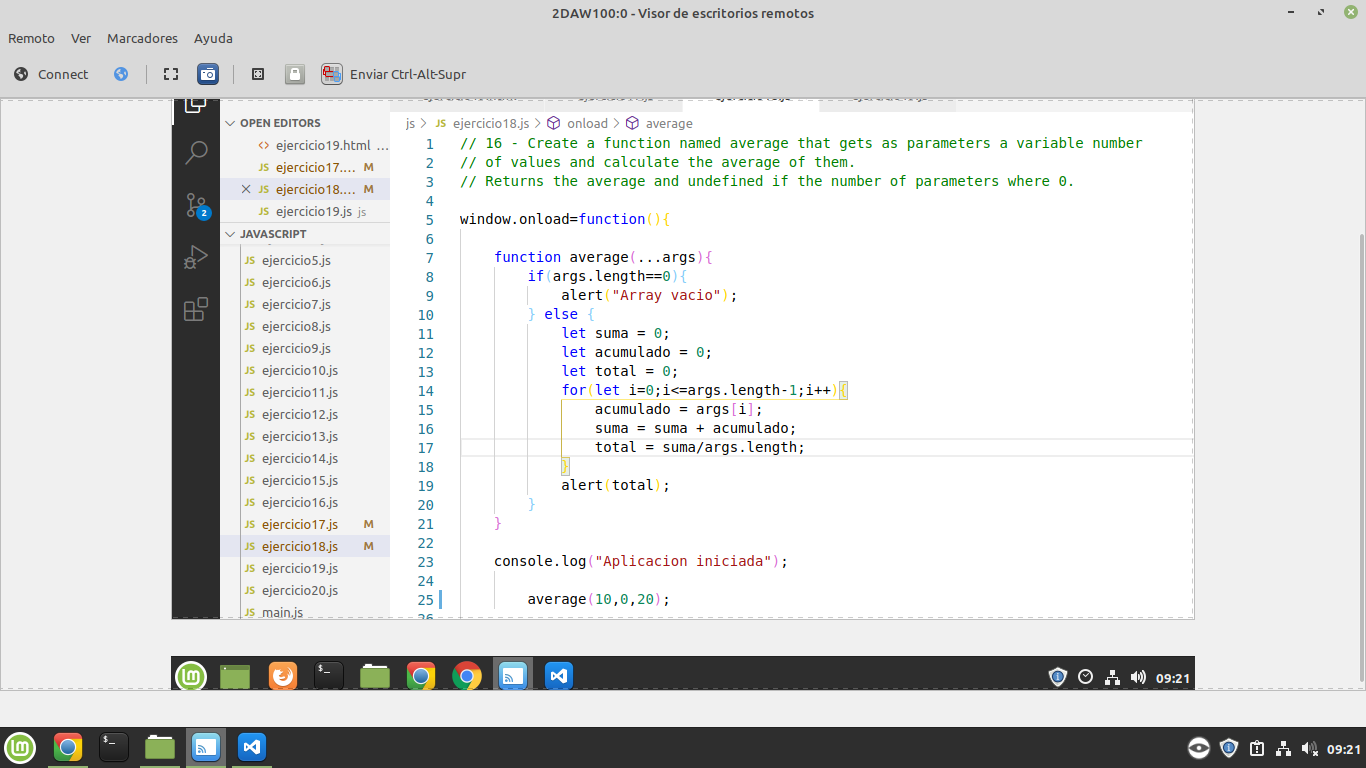 2DAW100:0 - Visor de escritorios remotos
Remoto Ver Marcadores Ayuda
Connect Enviar Ctrl-Alt-Supr
OPEN EDITORS
ejercicio19.html ...
JS ejercicio17.... M
JS ejercicio18.... M
JS ejercicio19.js js
2
JAVASCRIPT
JS ejercicio5.js
JS ejercicio6.js
JS ejercicio7.js
JS ejercicio8.js
JS ejercicio9.js
JS ejercicio10.js
JS ejercicio11.js
JS ejercicio12.js
JS ejercicio13.js
JS ejercicio14.js
JS ejercicio15.js
JS ejercicio16.js
JS ejercicio17.js M
JS ejercicio18.js M
JS ejercicio19.js
JS ejercicio20.js
JS main.js
js > JS ejercicio18.js > onload > average
1 // 16 - Create a function named average that gets as parameters a variable number
2 // of values and calculate the average of them.
3 // Returns the average and undefined if the number of parameters where 0.
4
5 window.onload=function(){
6
7 function average(...args){
8 if(args.length==0){
9 alert("Array vacio");
10 } else {
11 let suma = 0;
12 let acumulado = 0;
13 let total = 0;
14 for(let i=0;i<=args.length-1;i++){
15 acumulado = args[i];
16 suma = suma + acumulado;
17 total = suma/args.length;
18 }
19 alert(total);
20 }
21 }
22
23 console.log("Aplicacion iniciada");
24
25 average(10,0,20);
26
09:21
09:21